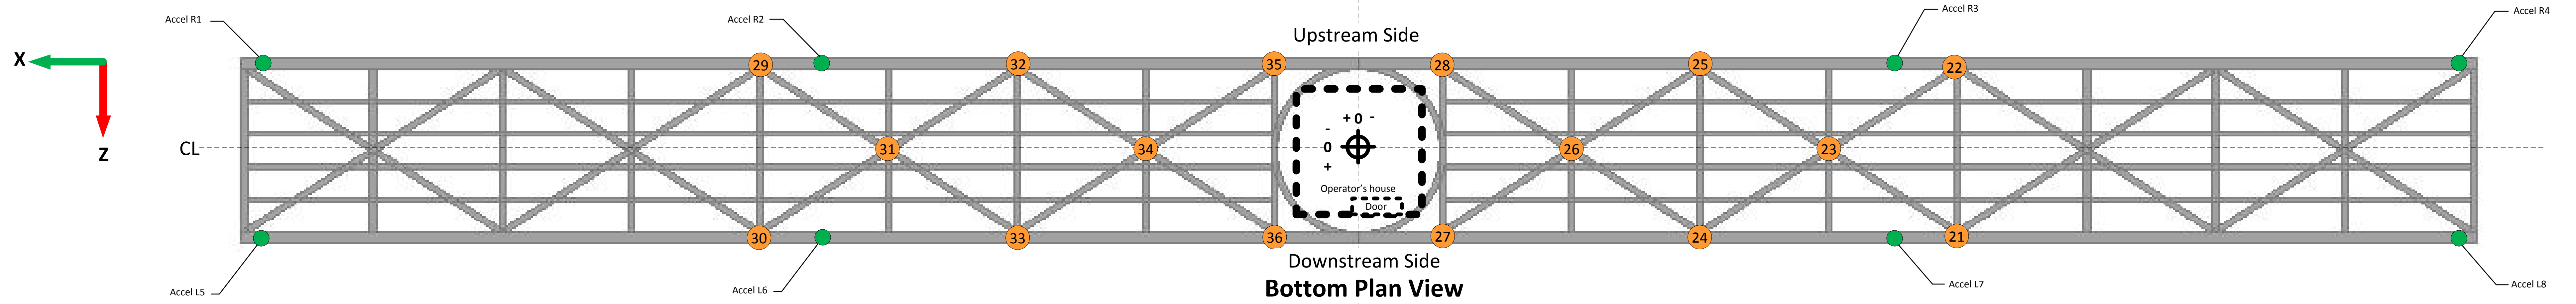 Accel R1
Accel R2
Accel R3
Accel R4
Upstream Side
X
Z
29
32
35
28
25
22
CL
31
34
26
23
+ 0 -
-
0
+
Operator's house
Door
30
33
36
27
24
21
Downstream Side
Bottom Plan View
Accel L5
Accel L6
Accel L7
Accel L8